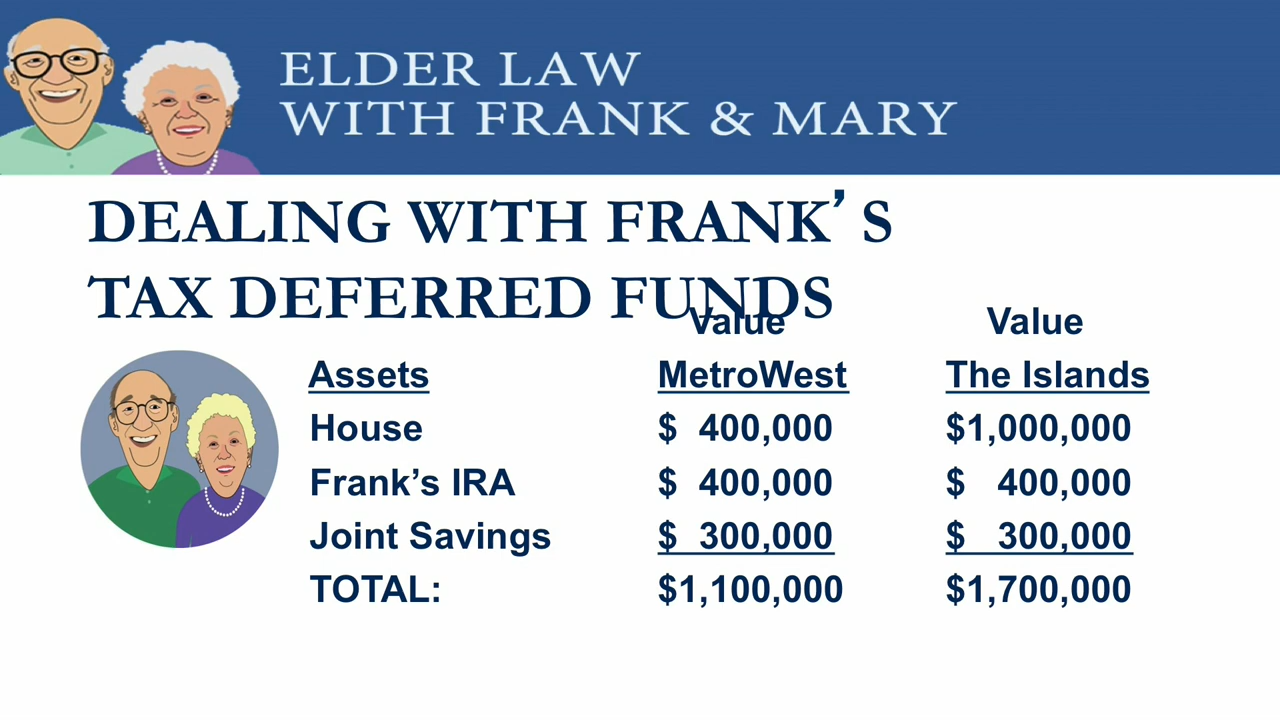 ELDER LAW
WITH FRANK & MARY
DEALING WITH FRANK’S
TAX DEFERRED FUNDS
Value Value
Assets MetroWest The Islands
House $ 400,000 $1,000,000
Frank’s IRA $ 400,000 $ 400,000
Joint Savings $ 300,000 $ 300,000
TOTAL: $1,100,000 $1,700,000